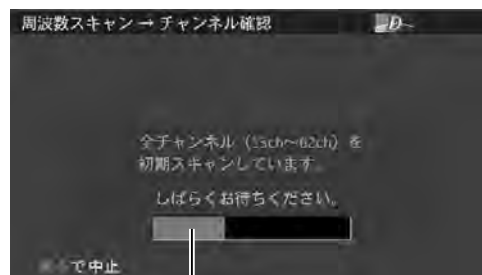 周波数スキャン → チャンネル確認
全チャンネル（13ch〜62ch）を
初期スキャンしています。
しばらくお待ちください。
で中止